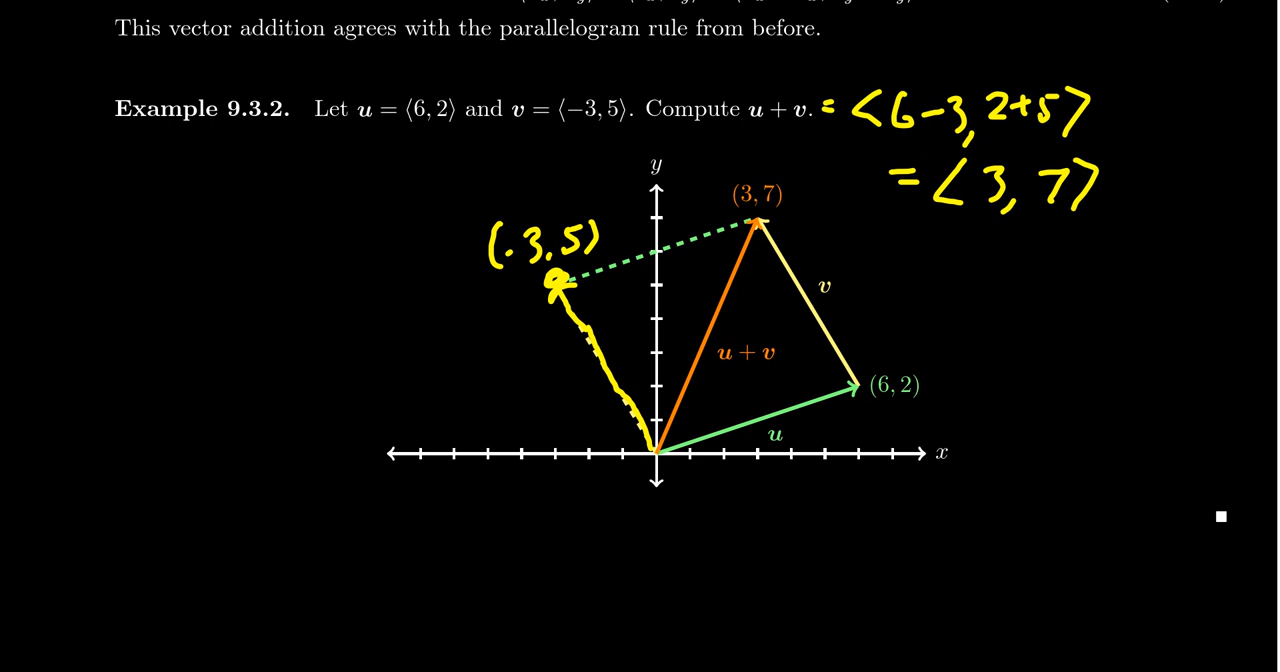 This vector addition agrees with the parallelogram rule from before.
Example 9.3.2. Let u = ⟨6, 2⟩ and v = ⟨−3, 5⟩. Compute u + v. = <6-3, 2+5>
= <3, 7>
y
(3, 7)
(-3, 5)
v
u + v
(6, 2)
u
x